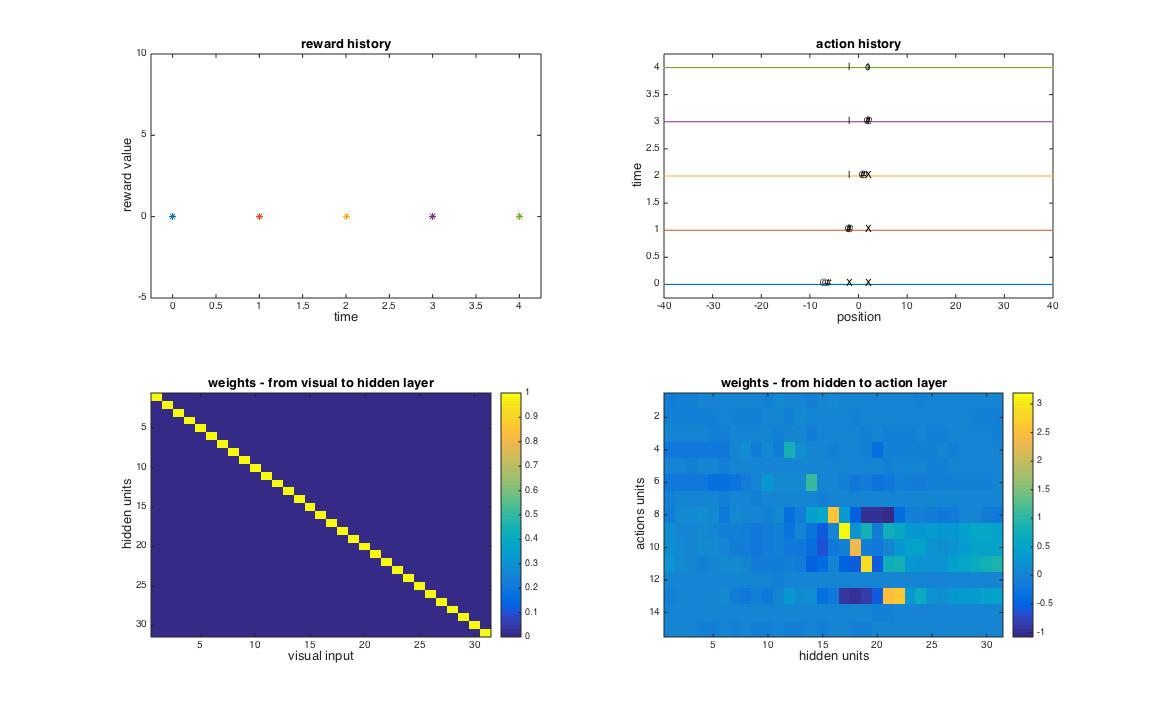 reward history
10
5
0
-5
reward value
0 0.5 1 1.5 2 2.5 3 3.5 4
time
action history
4
3.5
3
2.5
2
1.5
1
0.5
0
time
X
X
X X
-40 -30 -20 -10 0 10 20 30 40
position
weights - from visual to hidden layer
5
10
15
20
25
30
hidden units
5 10 15 20 25 30
visual input
1
0.9
0.8
0.7
0.6
0.5
0.4
0.3
0.2
0.1
0
weights - from hidden to action layer
2
4
6
8
10
12
14
actions units
5 10 15 20 25 30
hidden units
3
2.5
2
1.5
1
0.5
0
-0.5
-1